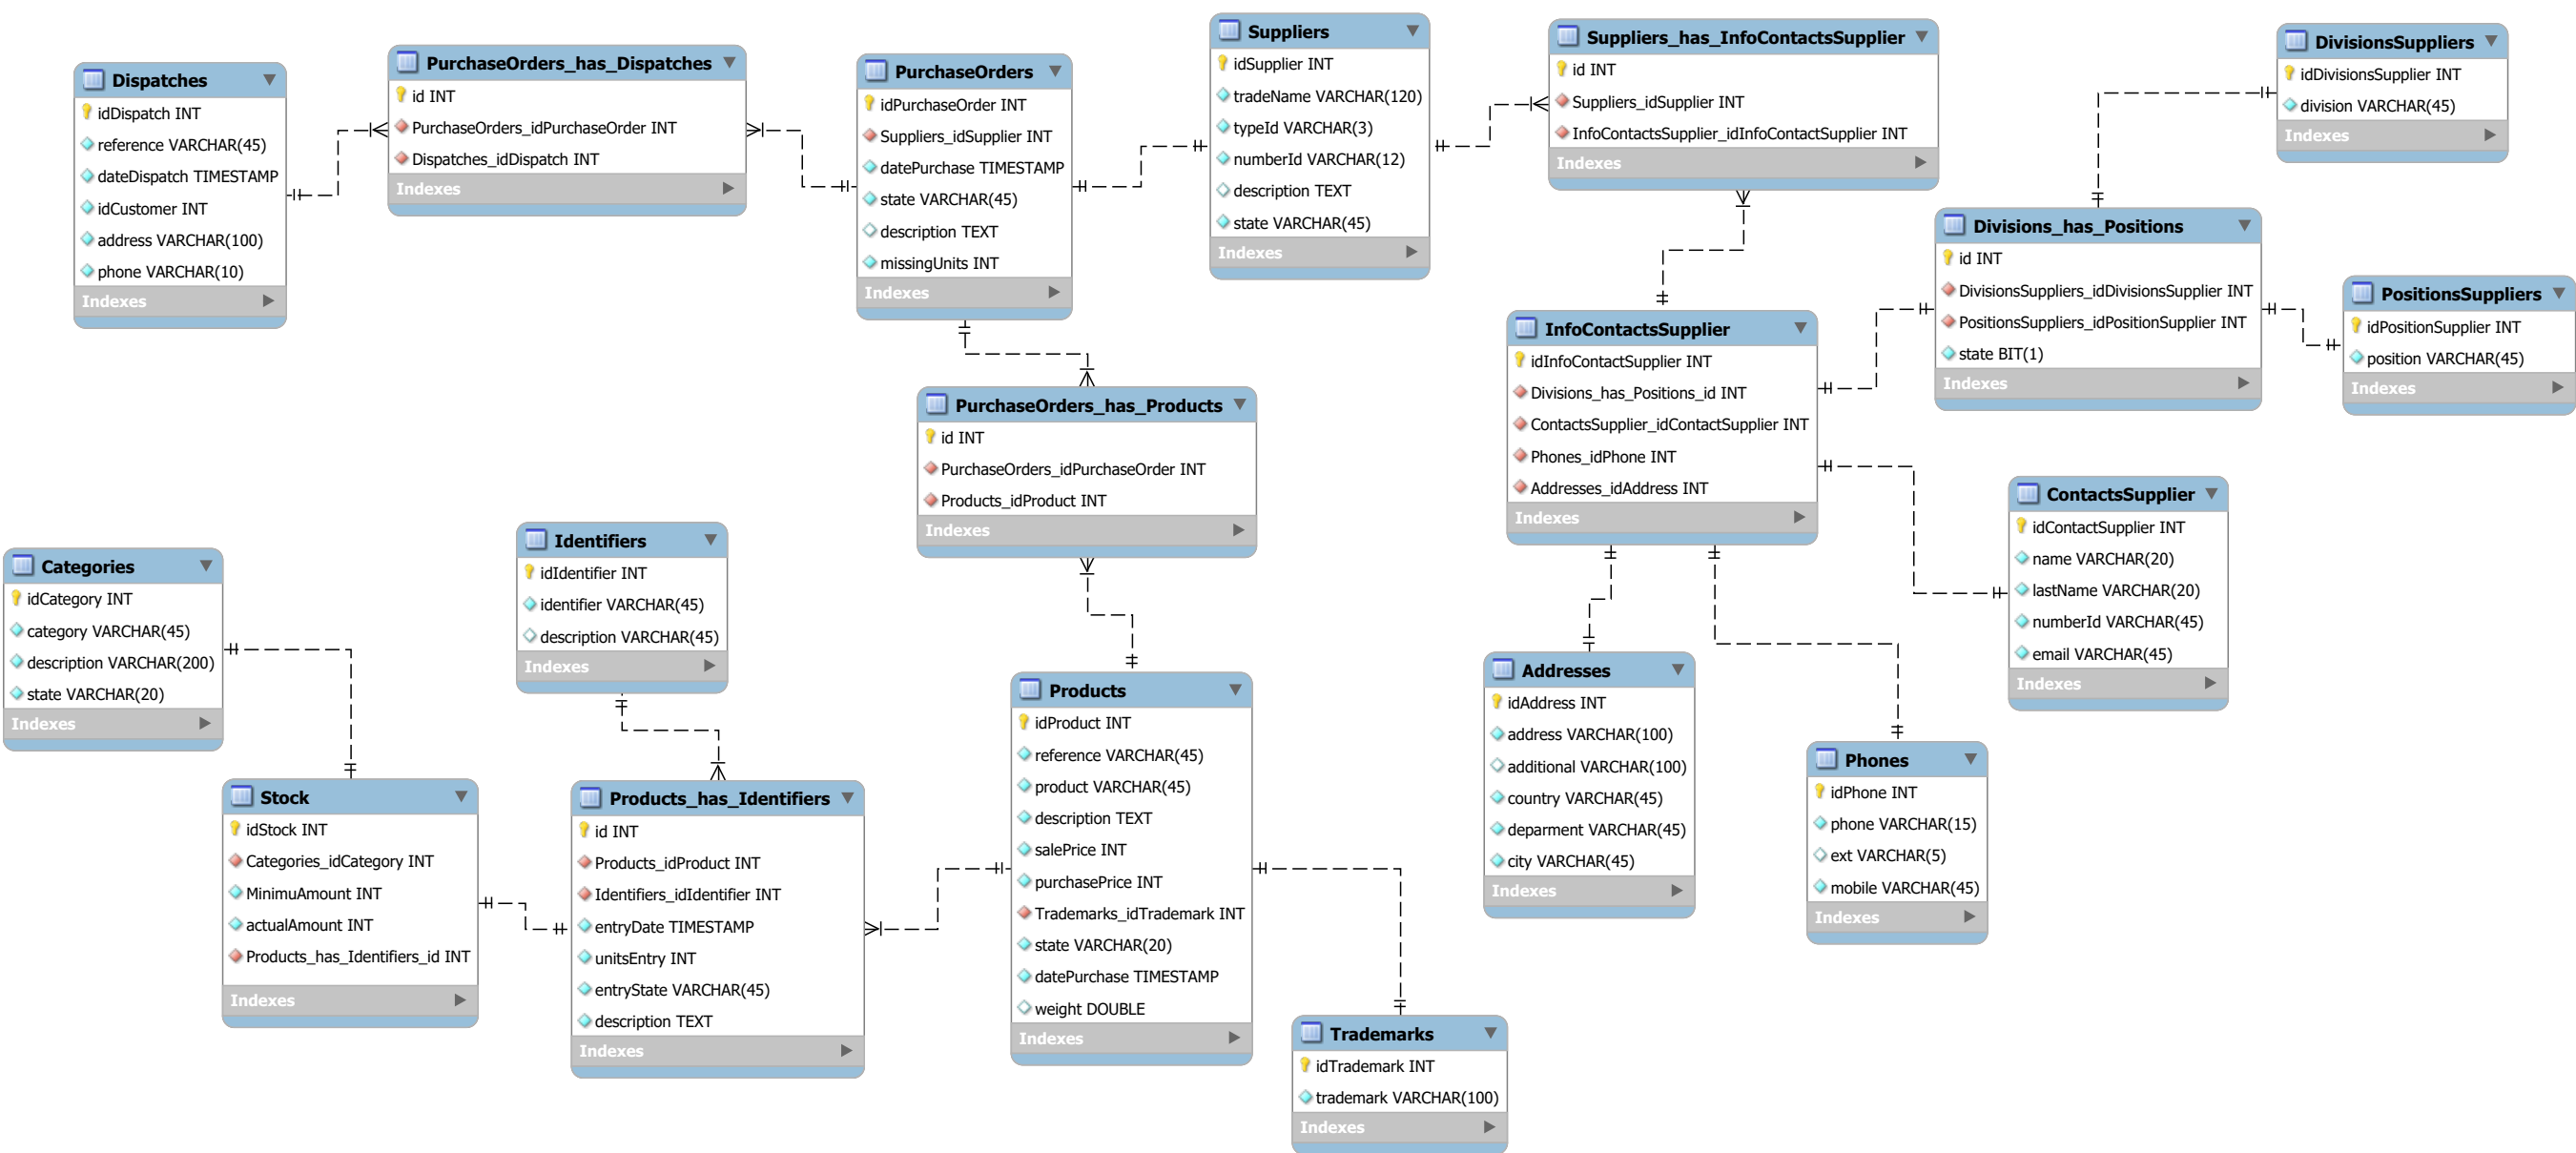 Dispatches
idDispatch INT
reference VARCHAR(45)
dateDispatch TIMESTAMP
idCustomer INT
address VARCHAR(100)
phone VARCHAR(10)
Indexes
PurchaseOrders_has_Dispatches
id INT
PurchaseOrders_idPurchaseOrder INT
Dispatches_idDispatch INT
Indexes
PurchaseOrders
idPurchaseOrder INT
Suppliers_idSupplier INT
datePurchase TIMESTAMP
state VARCHAR(45)
description TEXT
missingUnits INT
Indexes
Suppliers
idSupplier INT
tradeName VARCHAR(120)
typeId VARCHAR(3)
numberId VARCHAR(12)
description TEXT
state VARCHAR(45)
Indexes
Suppliers_has_InfoContactsSupplier
id INT
Suppliers_idSupplier INT
InfoContactsSupplier_idInfoContactSupplier INT
Indexes
DivisionsSuppliers
idDivisionsSupplier INT
division VARCHAR(45)
Indexes
Divisions_has_Positions
id INT
DivisionsSuppliers_idDivisionsSupplier INT
PositionsSuppliers_idPositionSupplier INT
state BIT(1)
Indexes
PositionsSuppliers
idPositionSupplier INT
position VARCHAR(45)
Indexes
InfoContactsSupplier
idInfoContactSupplier INT
Divisions_has_Positions_id INT
ContactsSupplier_idContactSupplier INT
Phones_idPhone INT
Addresses_idAddress INT
Indexes
PurchaseOrders_has_Products
id INT
PurchaseOrders_idPurchaseOrder INT
Products_idProduct INT
Indexes
ContactsSupplier
idContactSupplier INT
name VARCHAR(20)
lastName VARCHAR(20)
numberId VARCHAR(45)
email VARCHAR(45)
Indexes
Identifiers
idIdentifier INT
identifier VARCHAR(45)
description VARCHAR(45)
Indexes
Categories
idCategory INT
category VARCHAR(45)
description VARCHAR(200)
state VARCHAR(20)
Indexes
Addresses
idAddress INT
address VARCHAR(100)
additional VARCHAR(100)
country VARCHAR(45)
deparment VARCHAR(45)
city VARCHAR(45)
Indexes
Products
idProduct INT
reference VARCHAR(45)
product VARCHAR(45)
description TEXT
salePrice INT
purchasePrice INT
Trademarks_idTrademark INT
state VARCHAR(20)
datePurchase TIMESTAMP
weight DOUBLE
Indexes
Phones
idPhone INT
phone VARCHAR(15)
ext VARCHAR(5)
mobile VARCHAR(45)
Indexes
Stock
idStock INT
Categories_idCategory INT
MinimuAmount INT
actualAmount INT
Products_has_Identifiers_id INT
Indexes
Products_has_Identifiers
id INT
Products_idProduct INT
Identifiers_idIdentifier INT
entryDate TIMESTAMP
unitsEntry INT
entryState VARCHAR(45)
description TEXT
Indexes
Trademarks
idTrademark INT
trademark VARCHAR(100)
Indexes